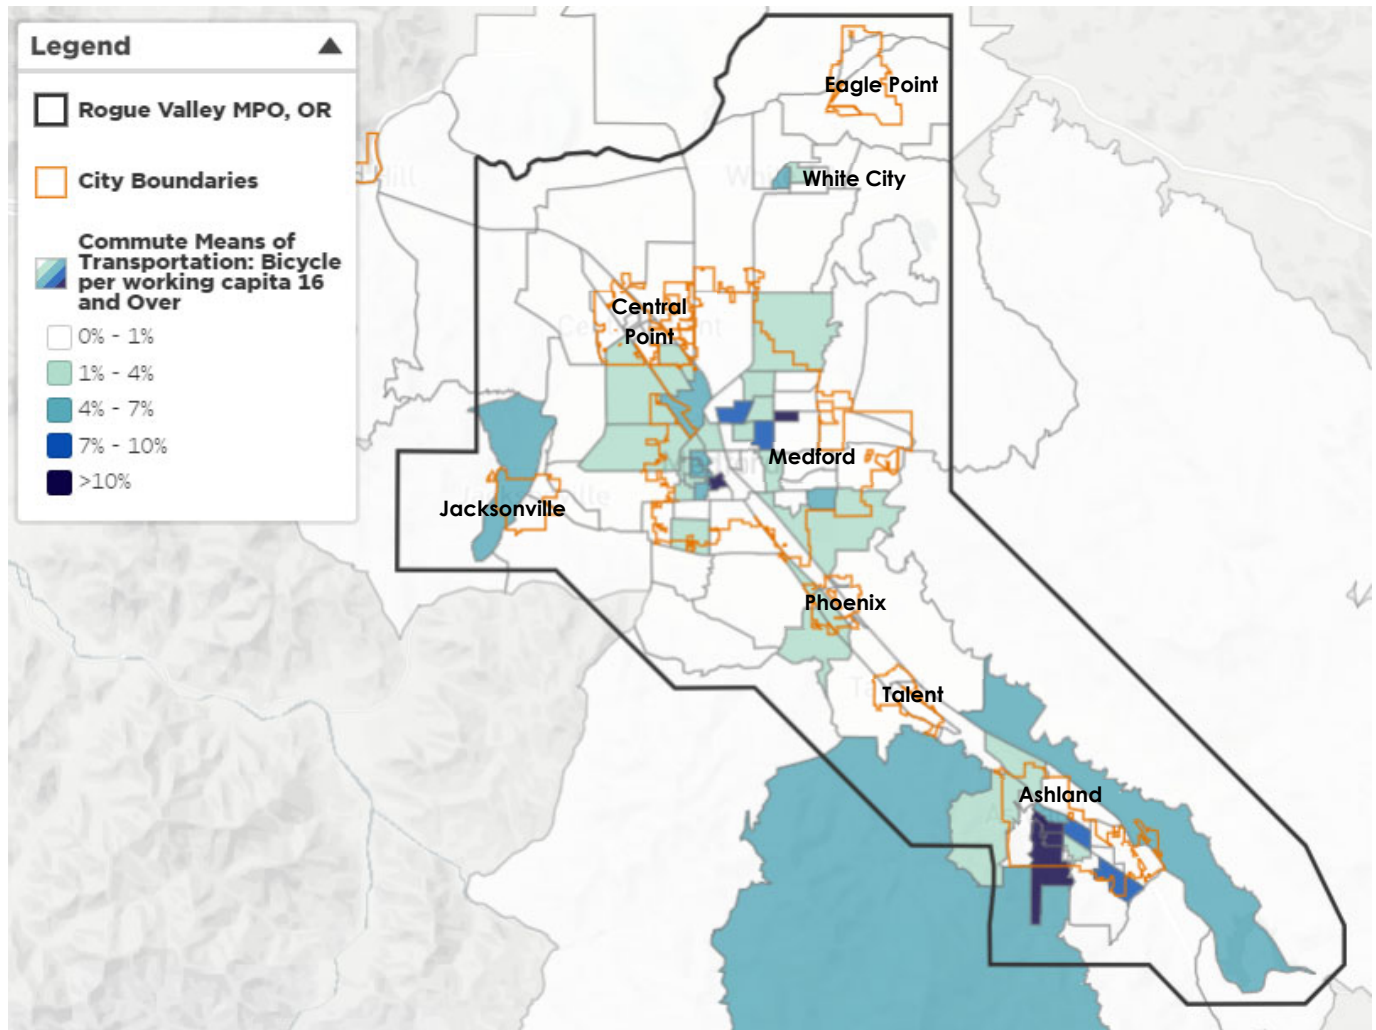 Legend
Rogue Valley MPO, OR
City Boundaries
Commute Means of
Transportation: Bicycle
per working capita 16
and Over
0% - 1%
1% - 4%
4% - 7%
7% - 10%
>10%
Eagle Point
White City
Central
Point
Medford
Jacksonville
Phoenix
Talent
Ashland